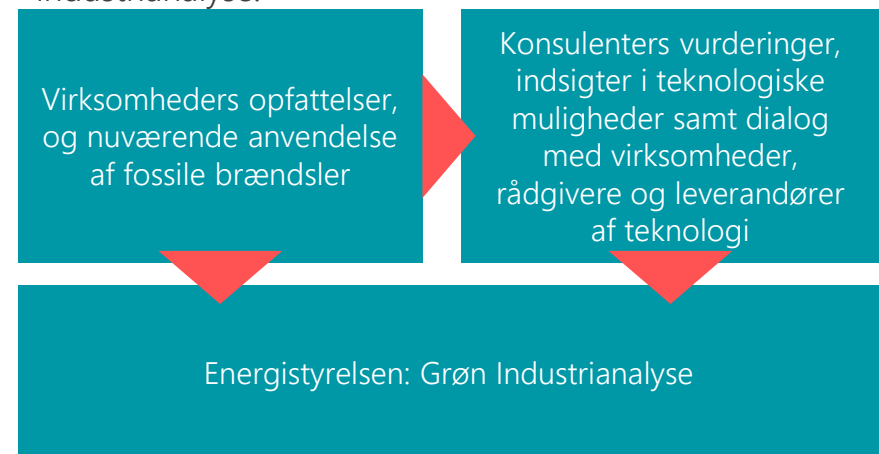 Industrianalyse.
Virksomheders opfattelser,
og nuværende anvendelse
af fossile brændsler
Konsulenters vurderinger,
indsigter i teknologiske
muligheder samt dialog
med virksomheder,
rådgivere og leverandører
af teknologi
Energistyrelsen: Grøn Industrianalyse